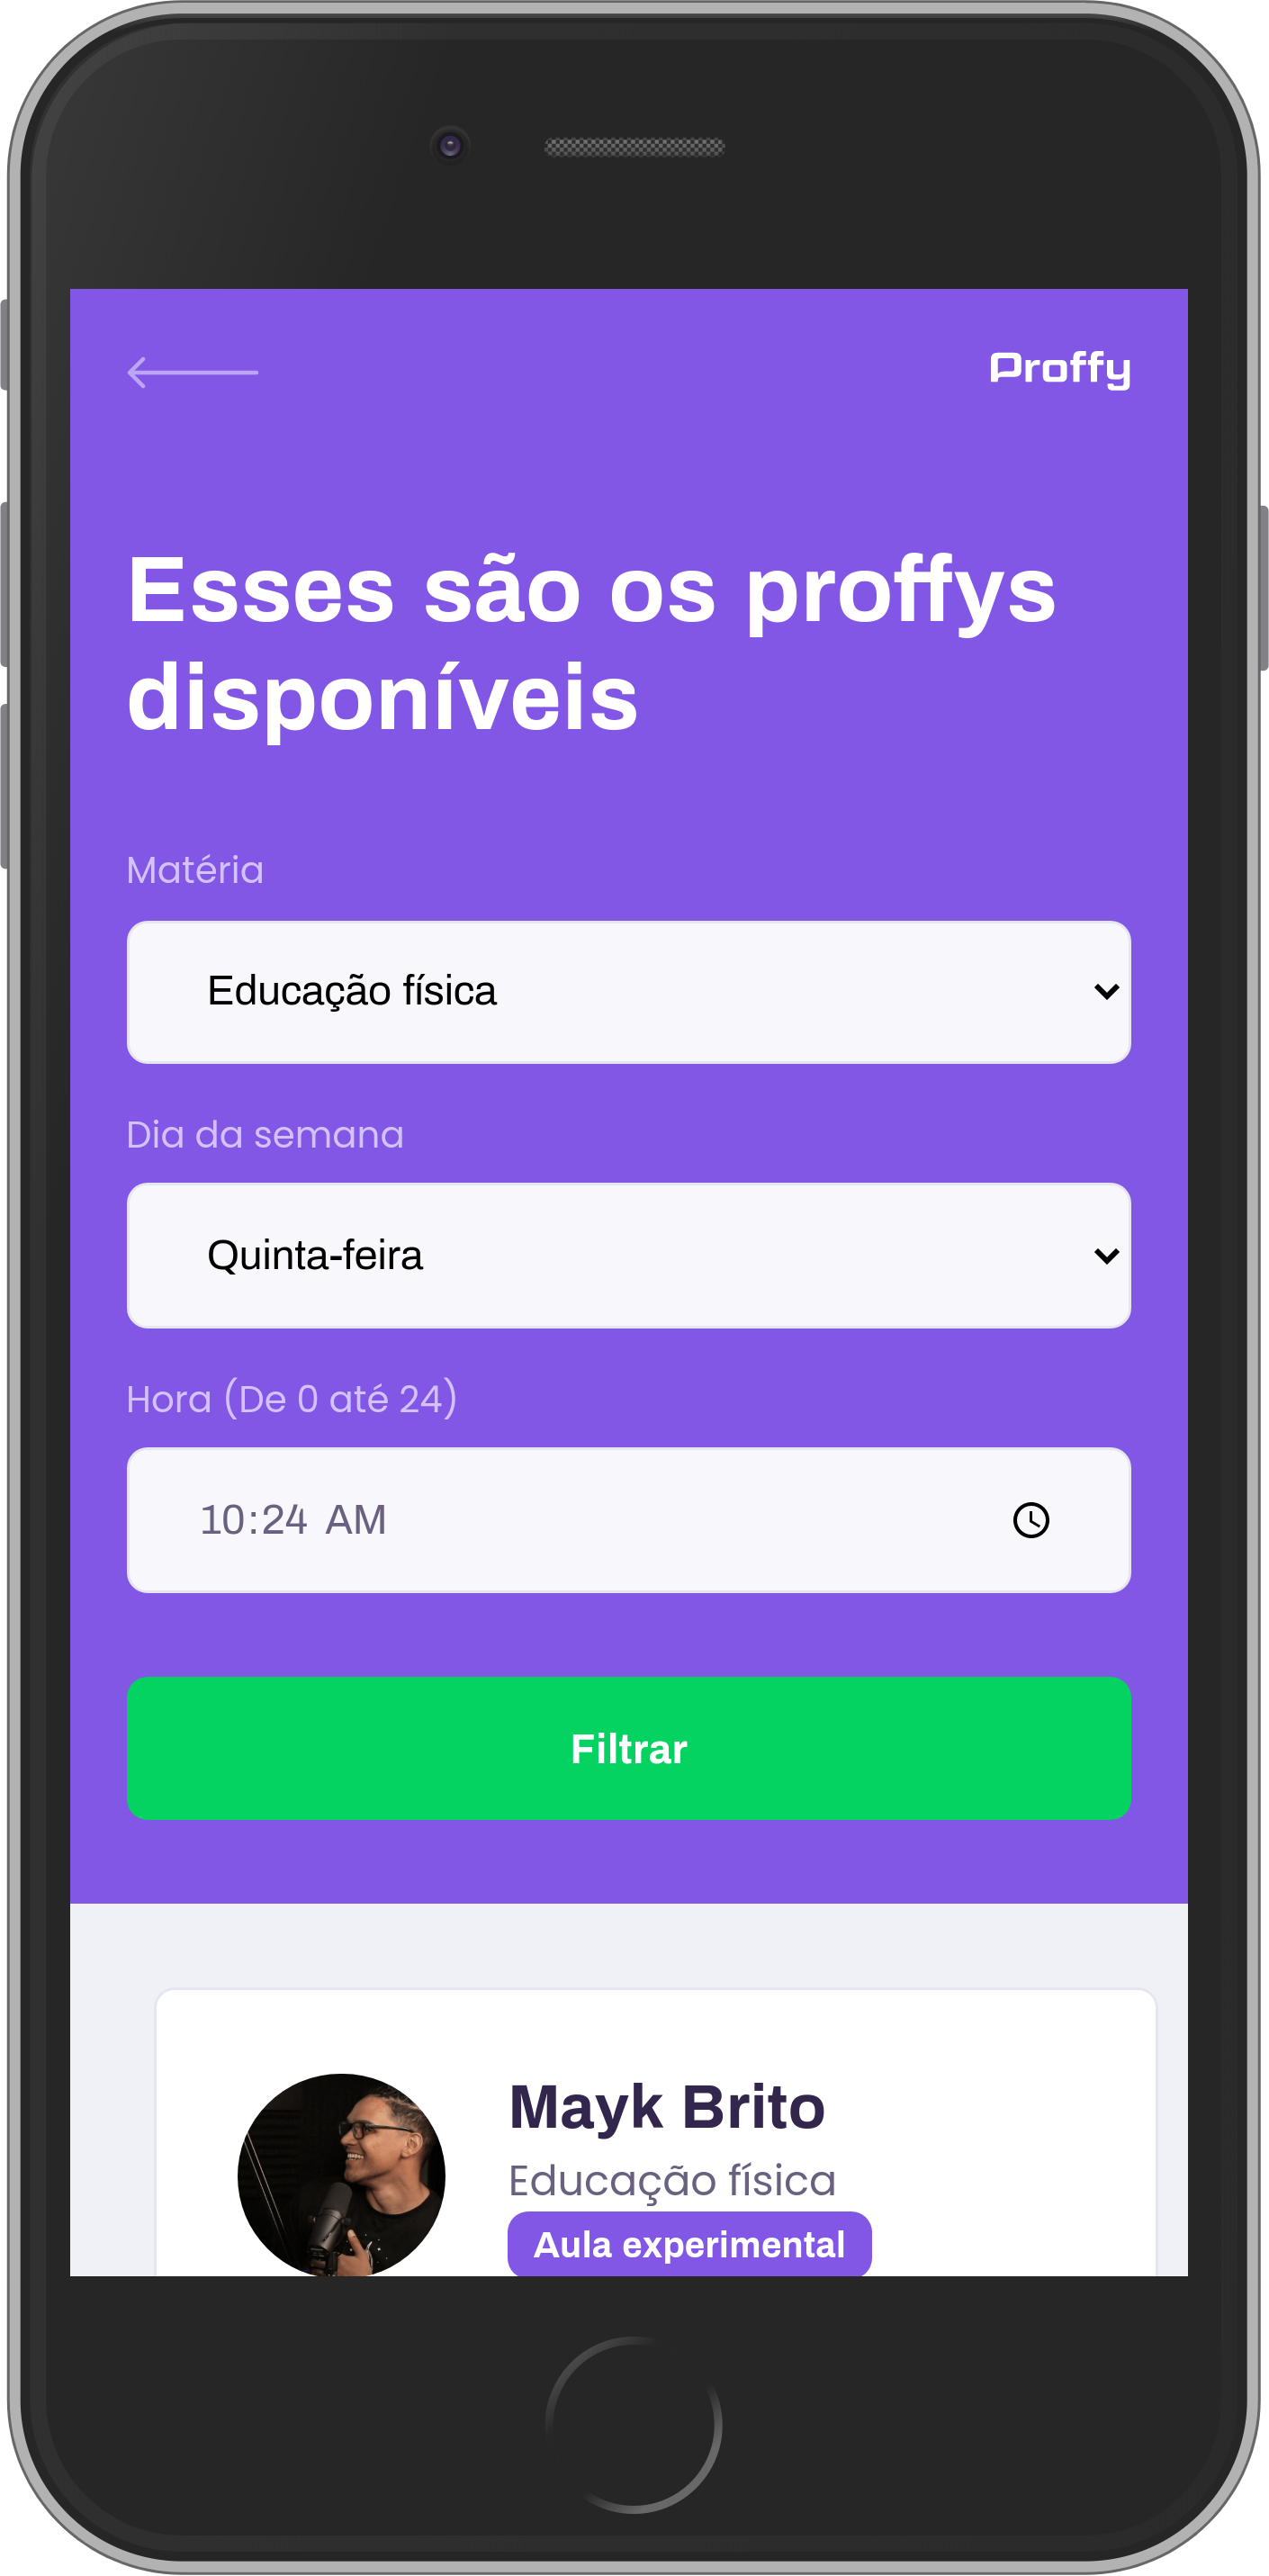 Proffy
Esses são os proffys
disponíveis
Matéria
Educação física
Dia da semana
Quinta-feira
Hora (De 0 até 24)
10:24 AM
Filtrar
Mayk Brito
Educação física
Aula experimental